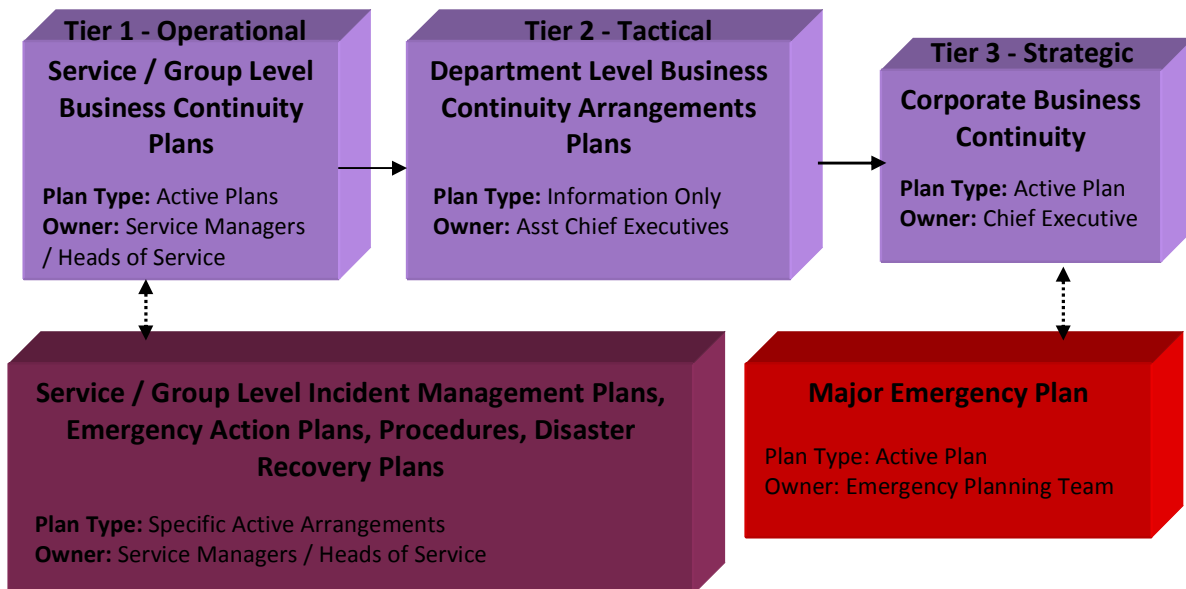 Tier 1 - Operational
Service / Group Level
Business Continuity
Plans
Plan Type: Active Plans
Owner: Service Managers
/ Heads of Service
Tier 2 - Tactical
Department Level Business
Continuity Arrangements
Plans
Plan Type: Information Only
Owner: Asst Chief Executives
Tier 3 - Strategic
Corporate Business
Continuity
Plan Type: Active Plan
Owner: Chief Executive
Service / Group Level Incident Management Plans,
Emergency Action Plans, Procedures, Disaster
Recovery Plans
Plan Type: Specific Active Arrangements
Owner: Service Managers / Heads of Service
Major Emergency Plan
Plan Type: Active Plan
Owner: Emergency Planning Team